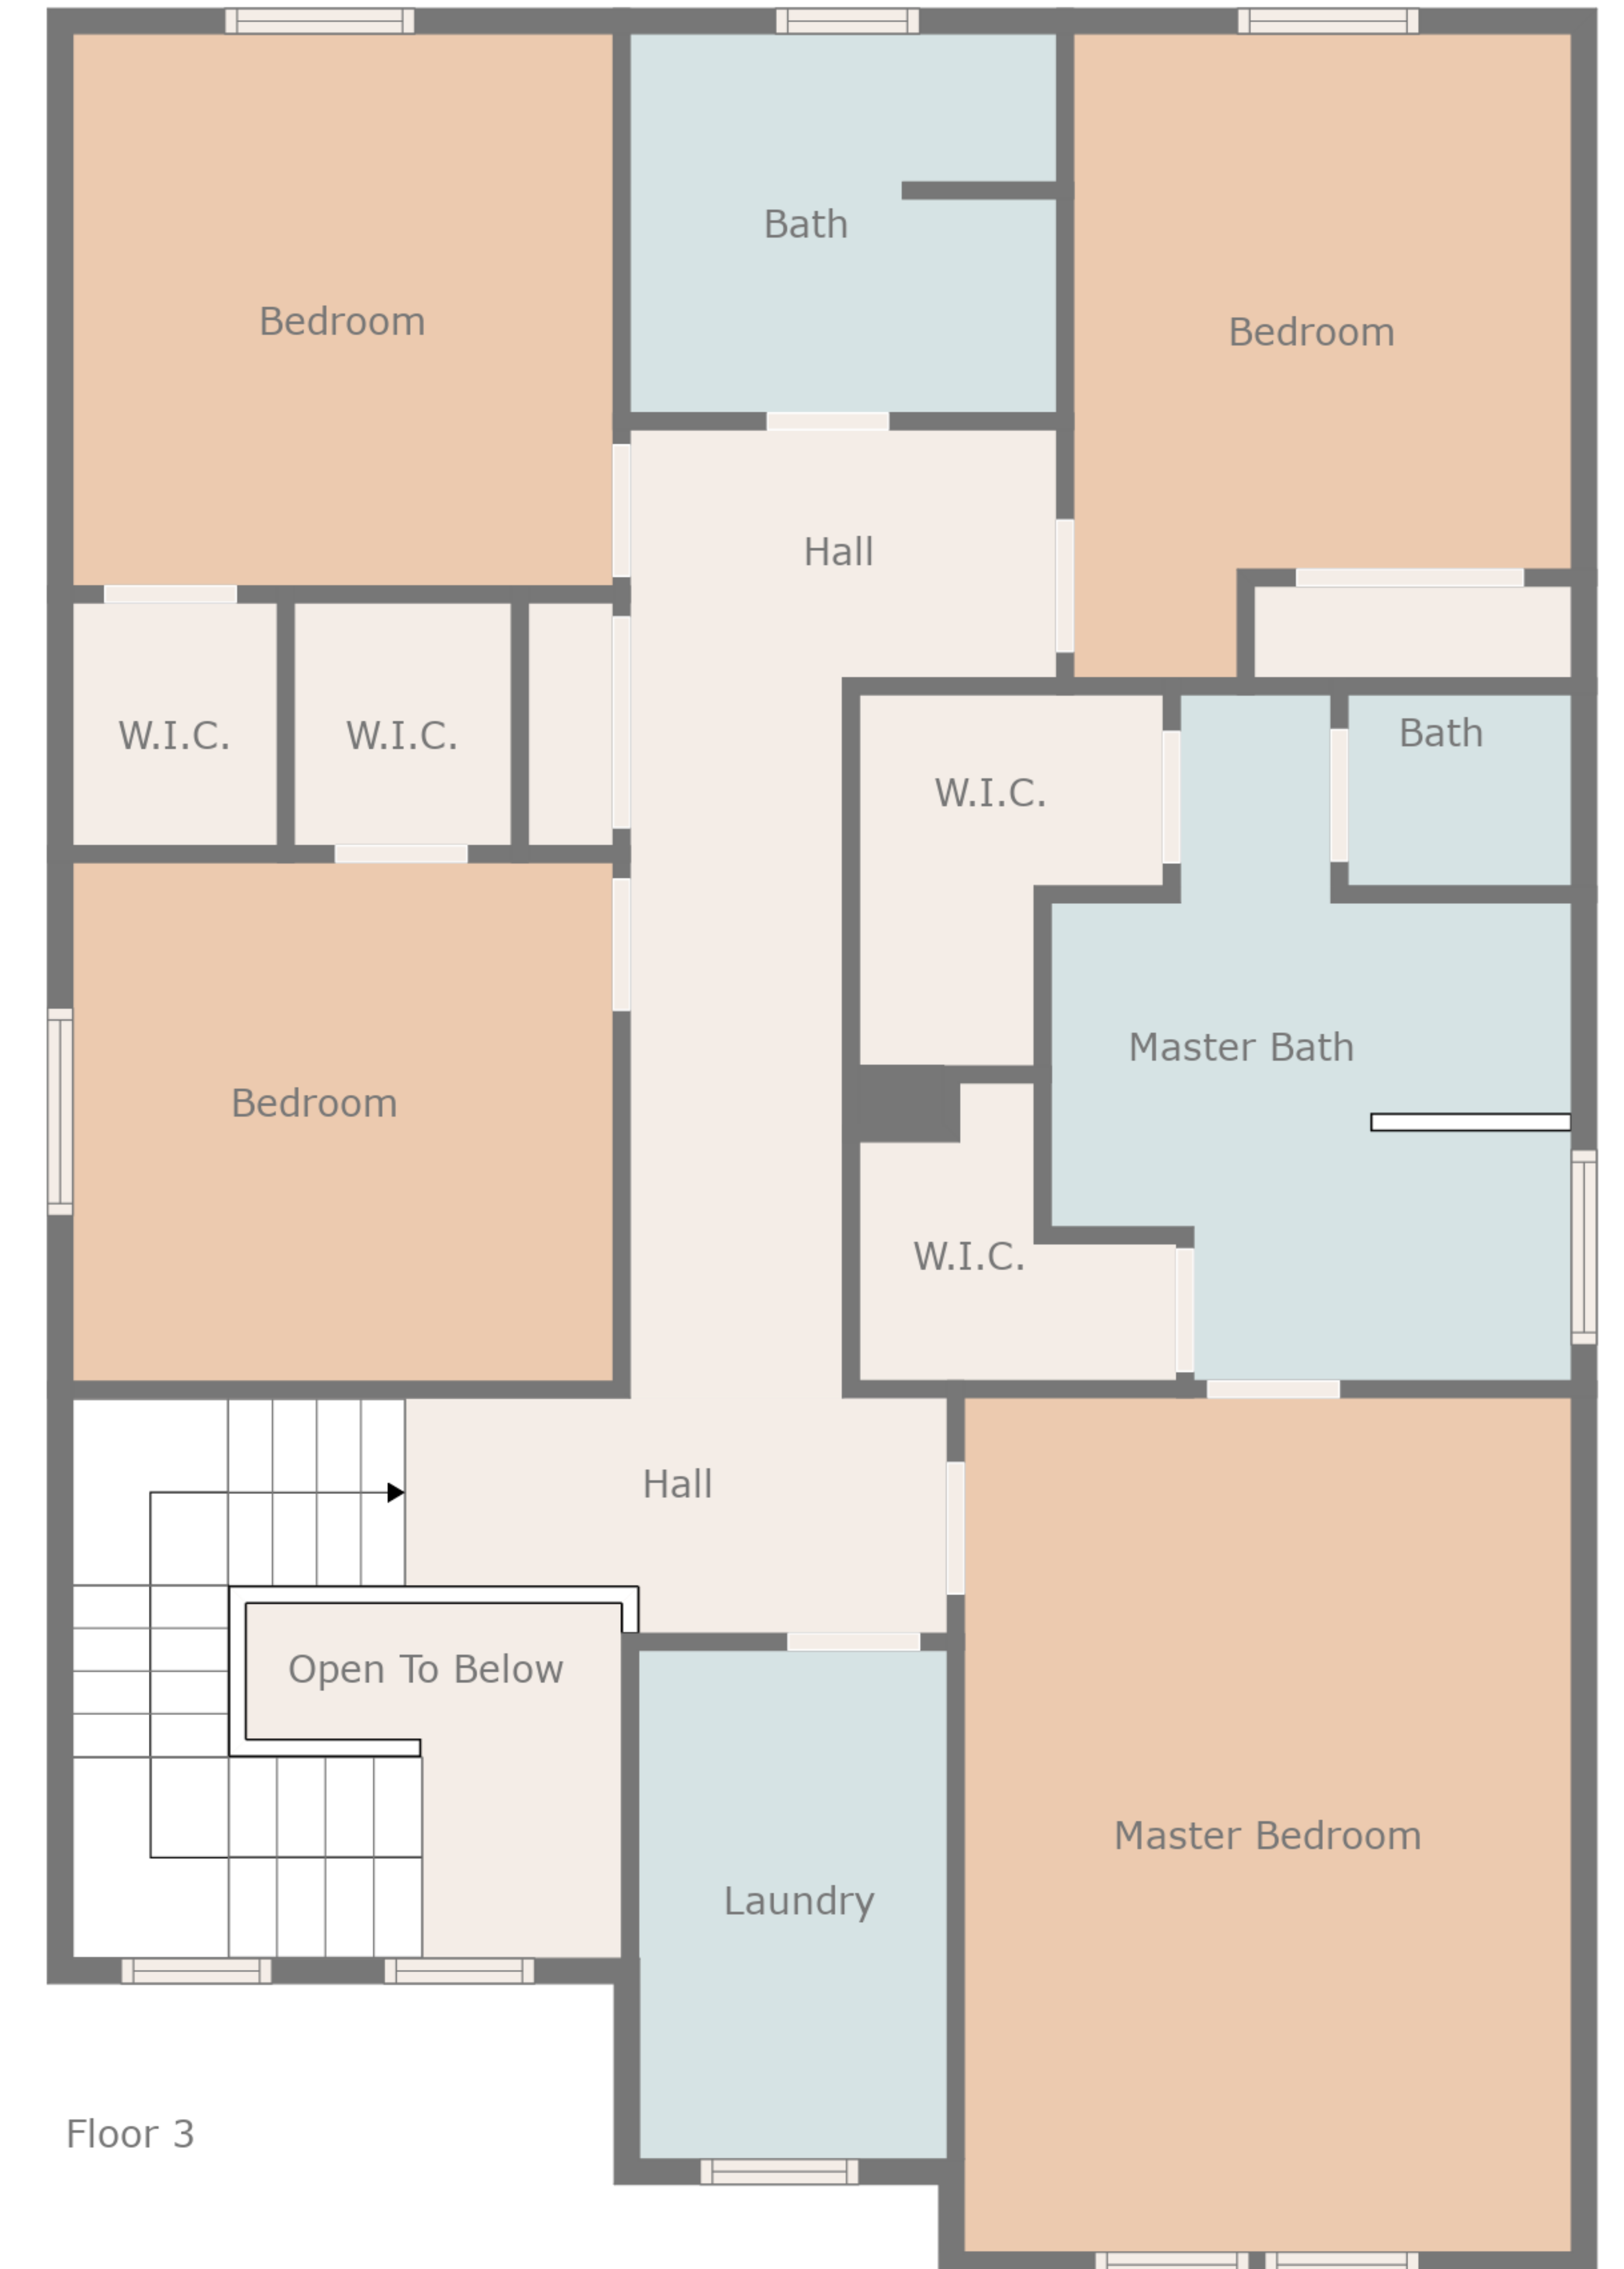 Bath
Bedroom
Bedroom
Hall
W.I.C.
W.I.C.
Bath
W.I.C.
Master Bath
Bedroom
W.I.C.
Hall
Open To Below
Master Bedroom
Laundry
Floor 3